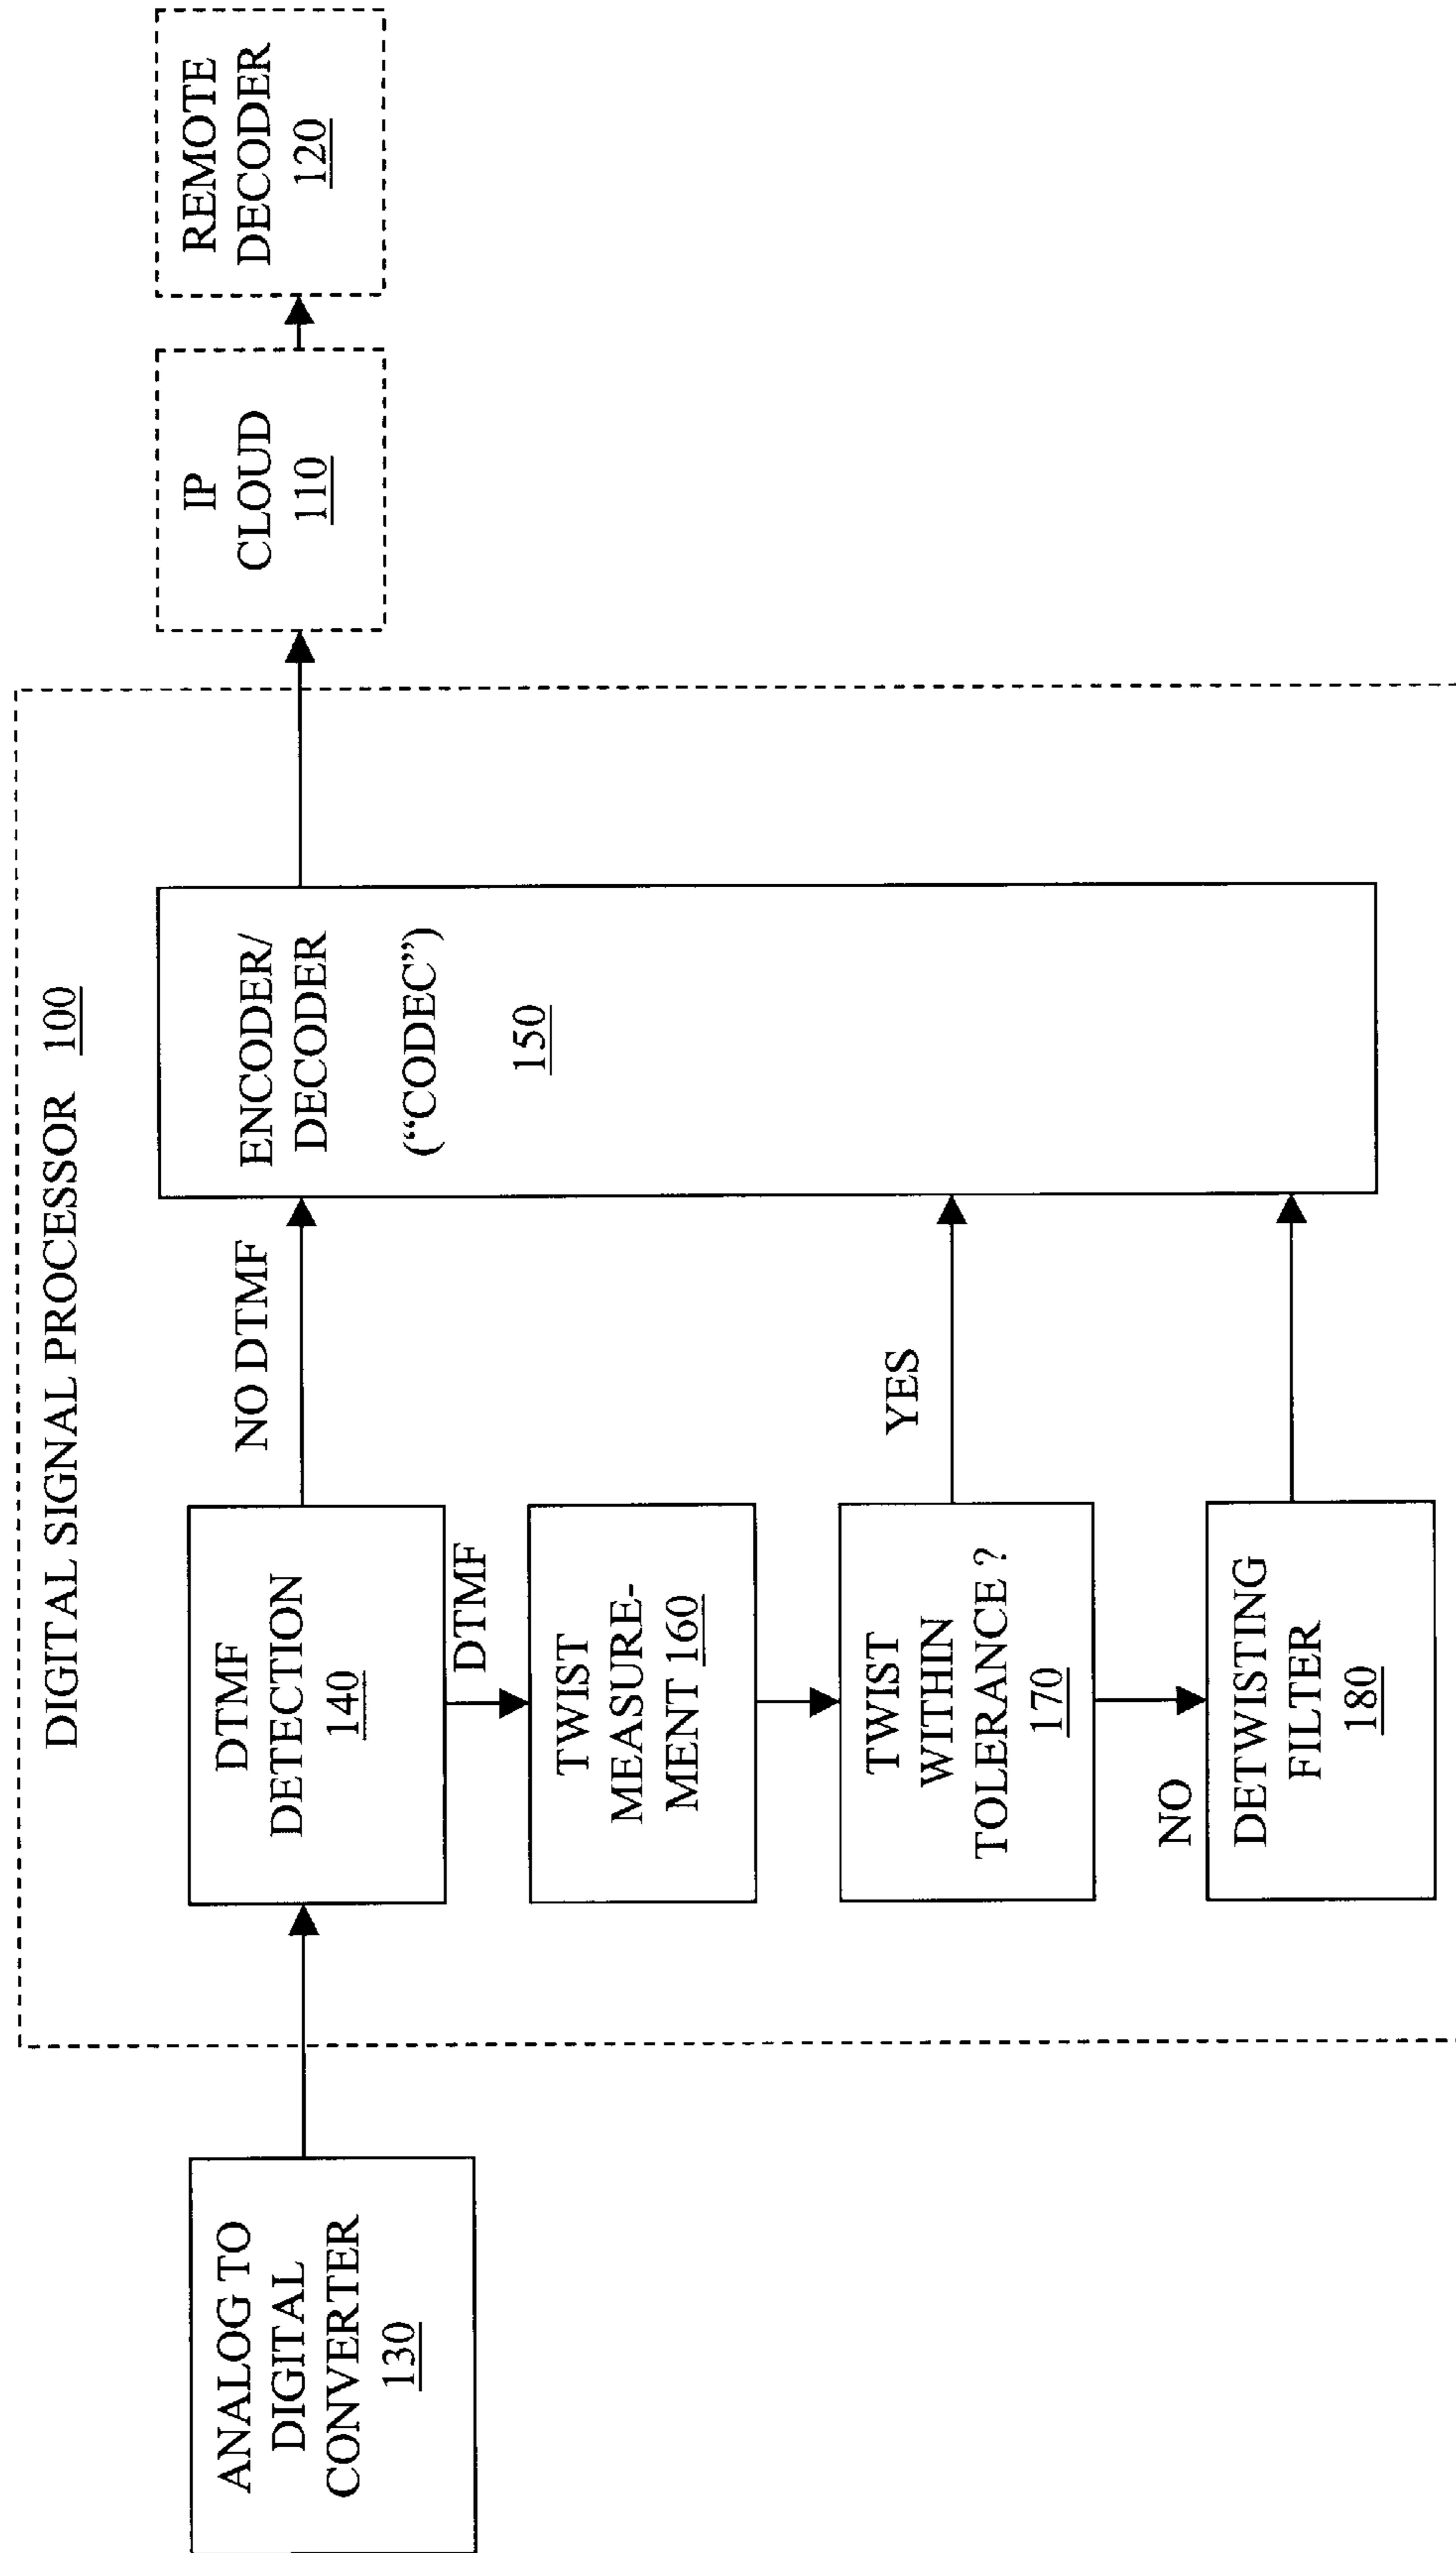 DIGITAL SIGNAL PROCESSOR 100
ANALOG TO
DIGITAL
CONVERTER
130
DTMF
DETECTION
140
NO DTMF
DTMF
TWIST
MEASURE-
MENT 160
TWIST
WITHIN
TOLERANCE ?
170
YES
NO
DETWISTING
FILTER
180
ENCODER/
DECODER
(“CODEC”)
150
IP
CLOUD
110
REMOTE
DECODER
120